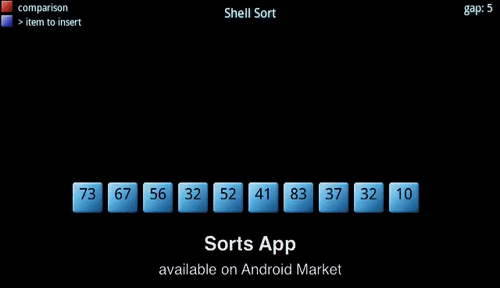 comparison
Shell Sort
gap: 5
> item to insert
73 67 56 32 52 41 83 37 32 10
Sorts App
available on Android Market